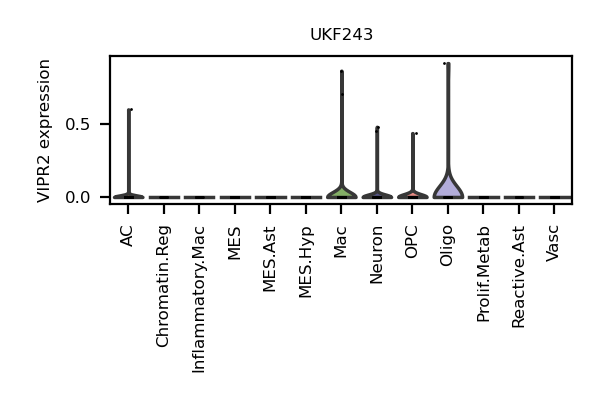 UKF243
VIPR2 expression
0.5
0.0
AC
Chromatin.Reg
Inflammatory.Mac
MES
MES.Ast
MES.Hyp
Mac
Neuron
OPC
Oligo
Prolif.Metab
Reactive.Ast
Vasc